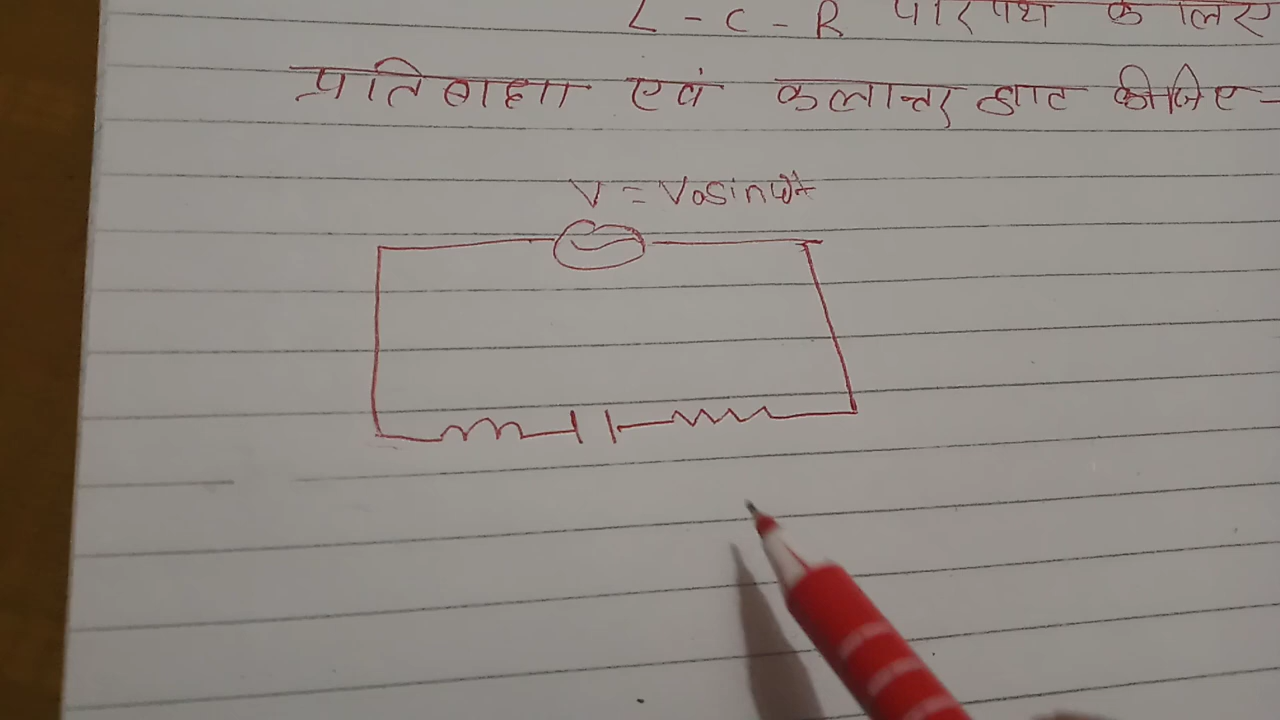 L - C - R परिपथ के लिए
प्रतिबाधा एवं कलान्तर ज्ञात कीजिए -
V = V₀sinωt